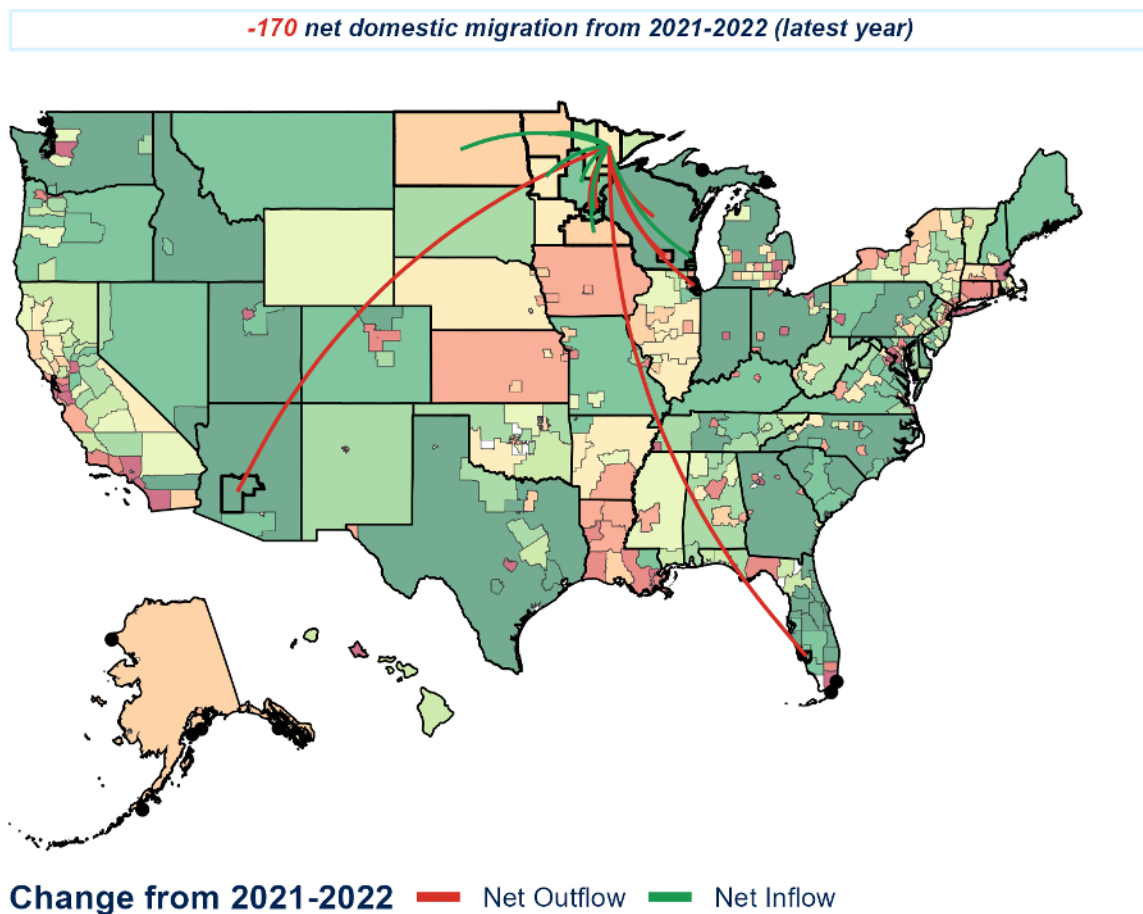 -170 net domestic migration from 2021-2022 (latest year)
Change from 2021-2022 Net Outflow Net Inflow